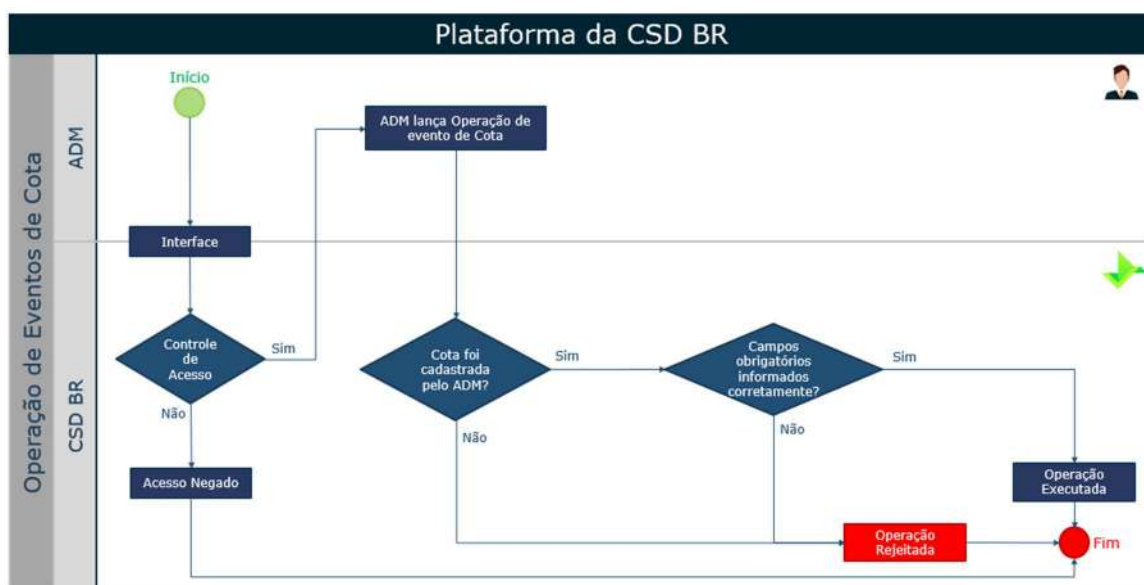 Plataforma da CSD BR
Operação de Eventos de Cota
ADM
Início
ADM lança Operação de
evento de Cota
Interface
CSD BR
Controle
de
Acesso
Sim
Não
Cota foi
cadastrada
pelo ADM?
Sim
Não
Campos
obrigatórios
informados
corretamente?
Sim
Não
Acesso Negado
Operação
Executada
Operação
Rejeitada
Fim